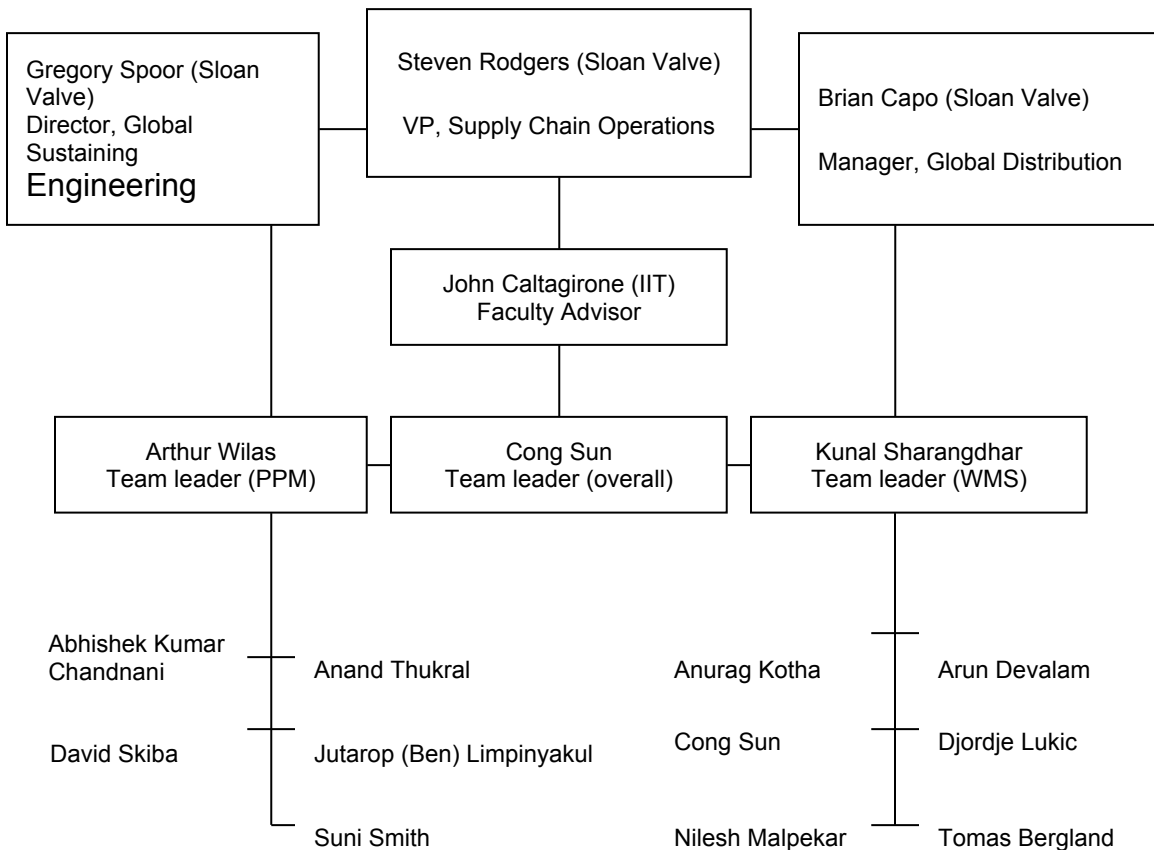 Gregory Spoor (Sloan
Valve)
Director, Global
Sustaining
Engineering
Steven Rodgers (Sloan Valve)
VP, Supply Chain Operations
Brian Capo (Sloan Valve)
Manager, Global Distribution
John Caltagirone (IIT)
Faculty Advisor
Arthur Wilas
Team leader (PPM)
Cong Sun
Team leader (overall)
Kunal Sharangdhar
Team leader (WMS)
Abhishek Kumar
Chandnani
Anand Thukral
David Skiba
Jutarop (Ben) Limpinyakul
Suni Smith
Anurag Kotha
Arun Devalam
Cong Sun
Djordje Lukic
Nilesh Malpekar
Tomas Bergland